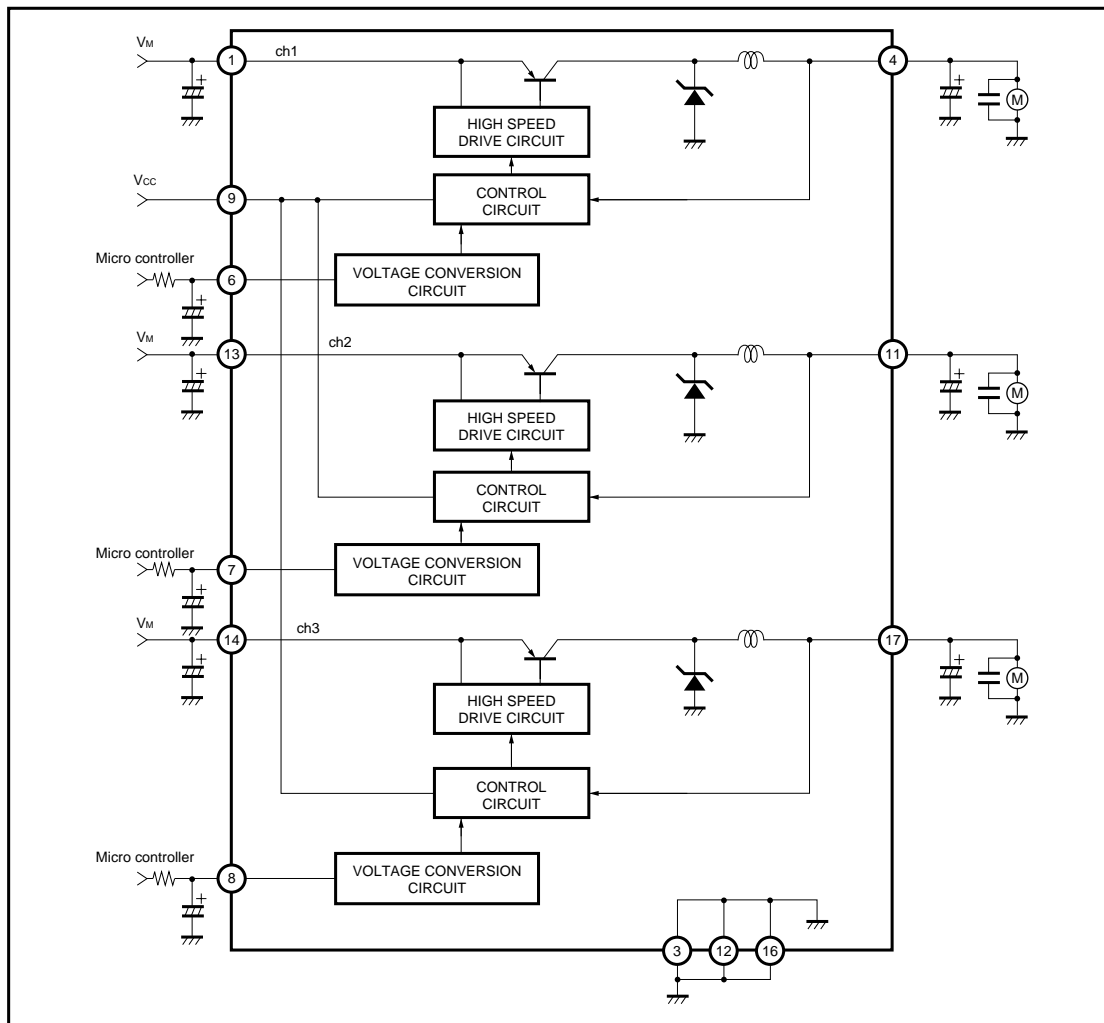 VM
1
ch1
4
+
+
M
HIGH SPEED
DRIVE CIRCUIT
VCC
9
CONTROL
CIRCUIT
Micro controller
6
VOLTAGE CONVERSION
CIRCUIT
+
VM
13
ch2
11
+
+
M
HIGH SPEED
DRIVE CIRCUIT
CONTROL
CIRCUIT
Micro controller
7
VOLTAGE CONVERSION
CIRCUIT
+
VM
14
ch3
17
+
+
M
HIGH SPEED
DRIVE CIRCUIT
CONTROL
CIRCUIT
Micro controller
8
VOLTAGE CONVERSION
CIRCUIT
+
3
12
16